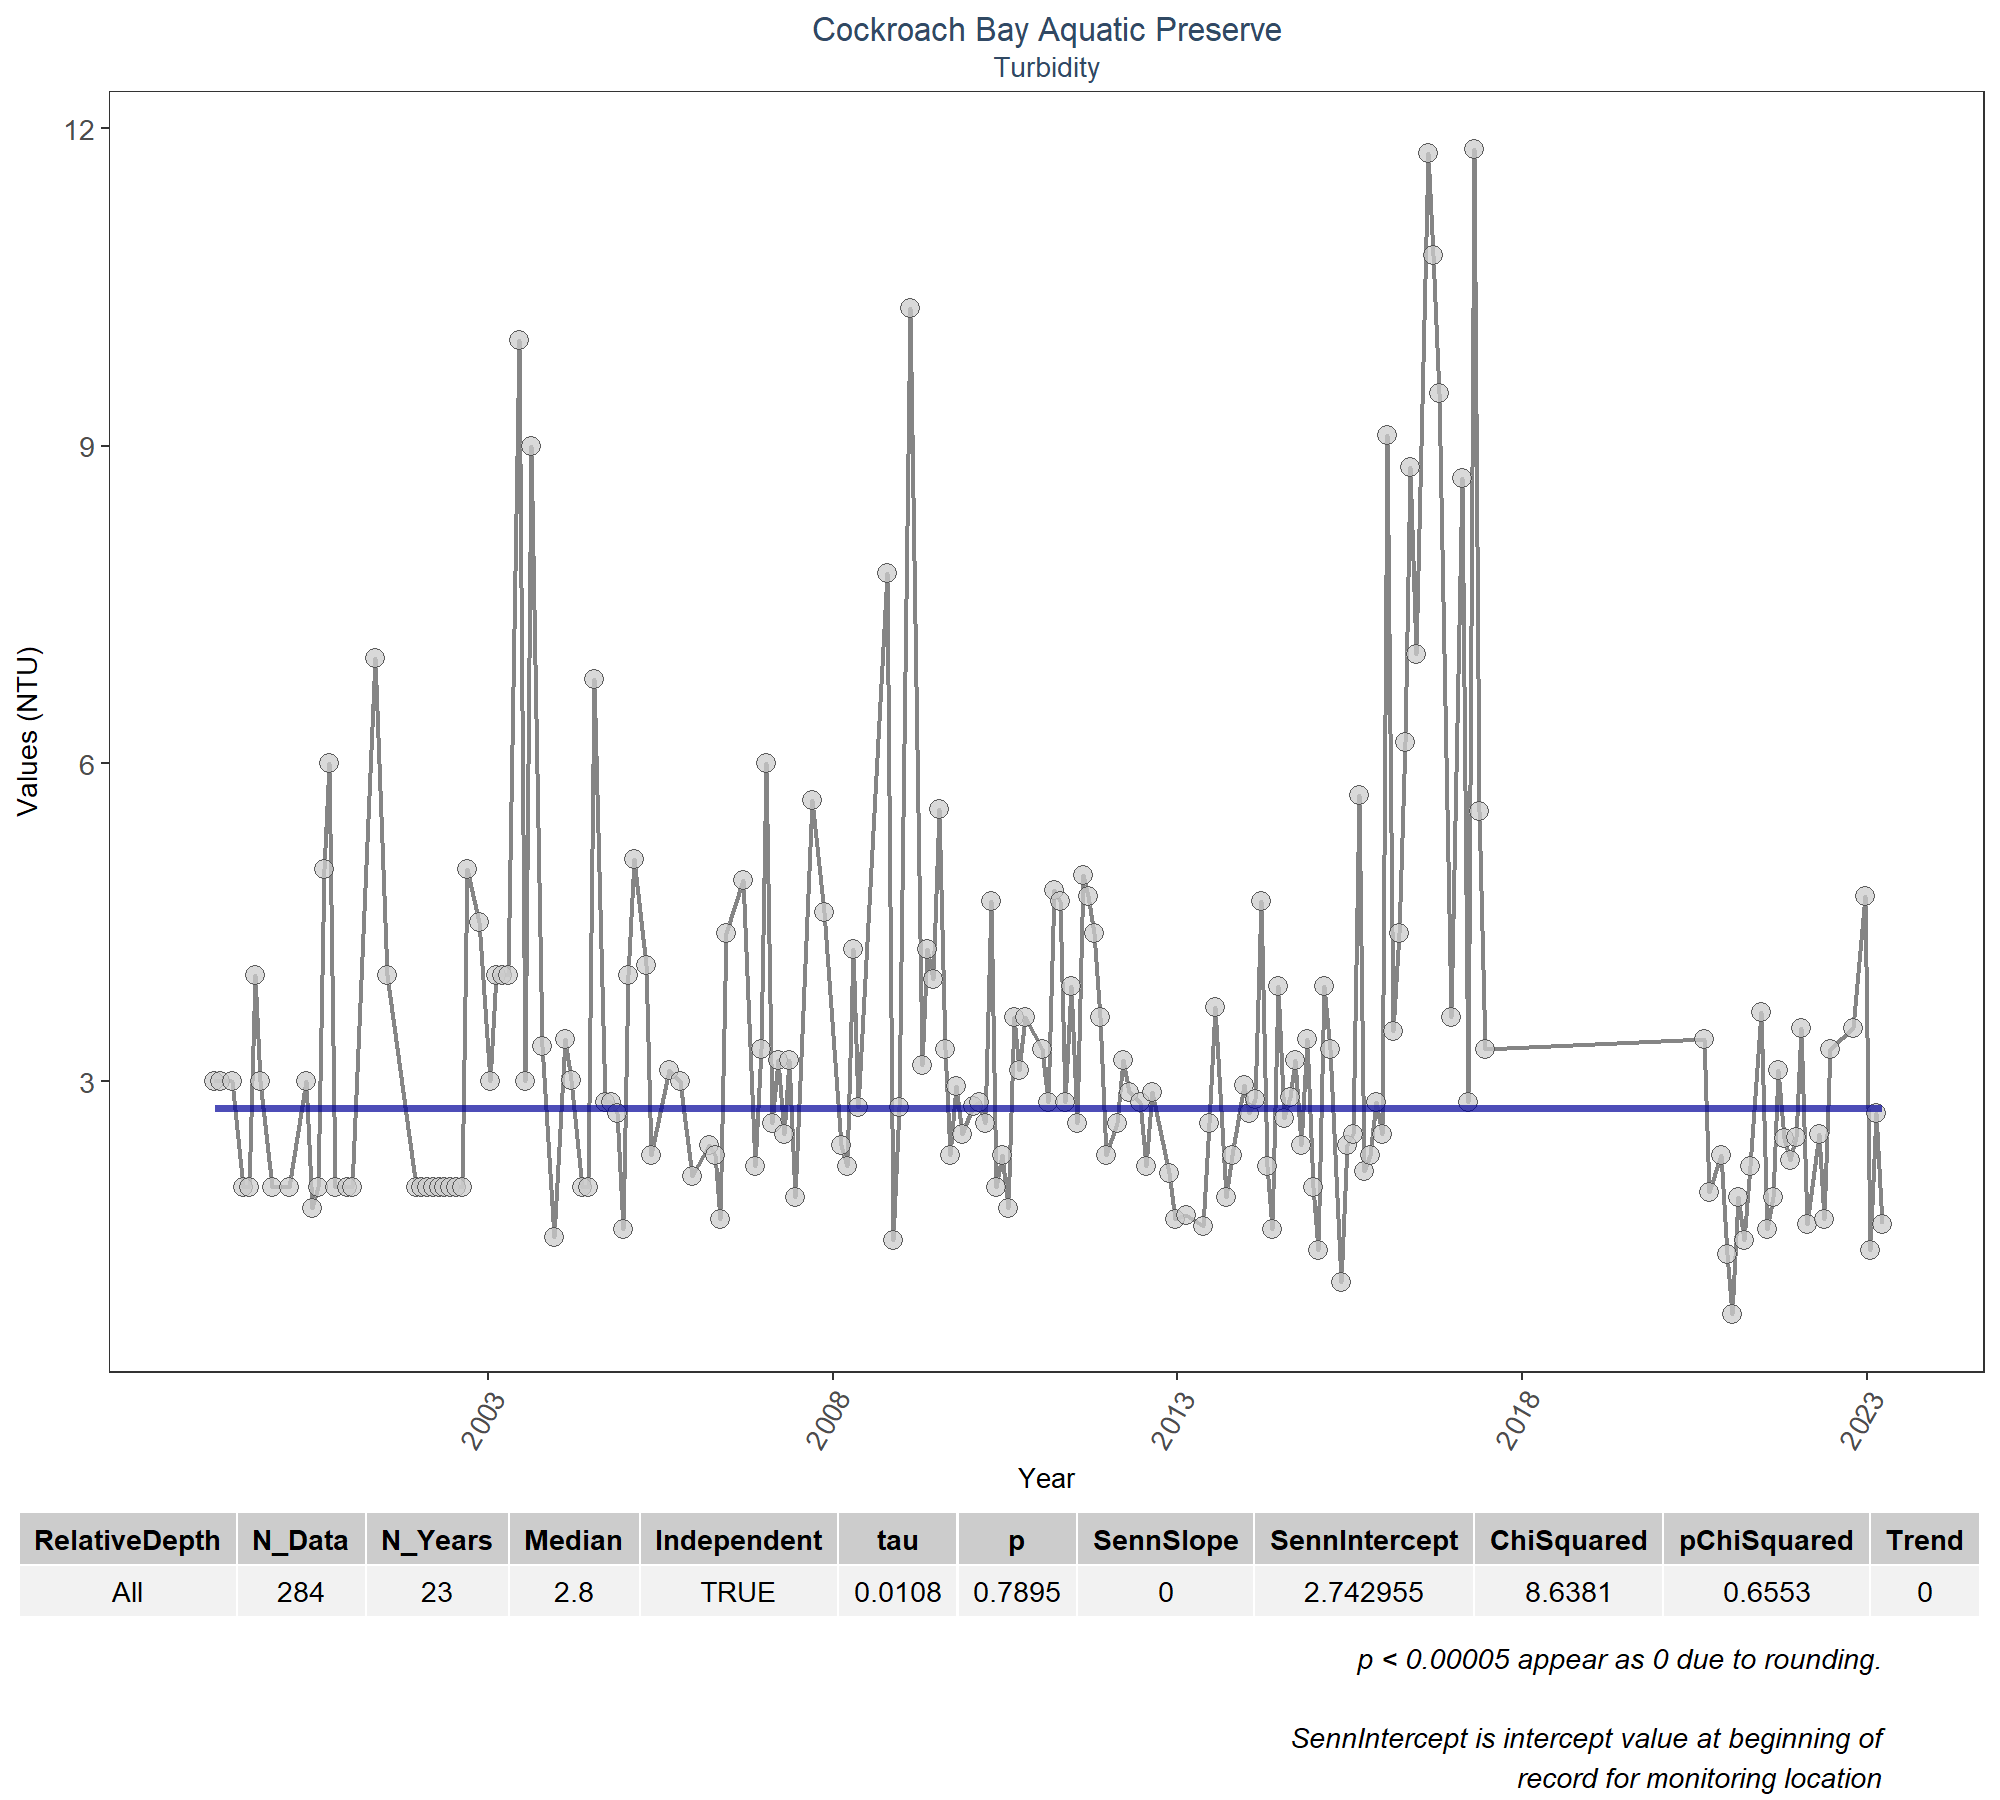 Cockroach Bay Aquatic Preserve
Turbidity
12
9
6
3
Values (NTU)
2003 2008 2013 2018 2023
Year
RelativeDepth N_Data N_Years Median Independent tau p SennSlope SennIntercept ChiSquared pChiSquared Trend
All 284 23 2.8 TRUE 0.0108 0.7895 0 2.742955 8.6381 0.6553 0
p < 0.00005 appear as 0 due to rounding.
SennIntercept is intercept value at beginning of
record for monitoring location